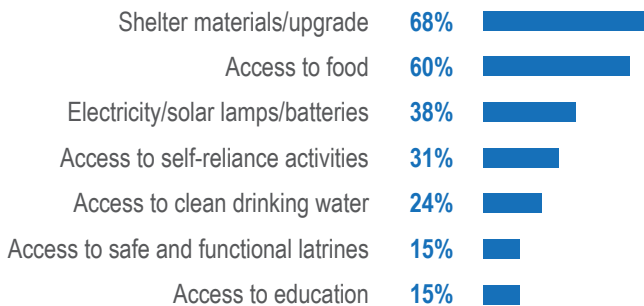 Shelter materials/upgrade 68%
Access to food 60%
Electricity/solar lamps/batteries 38%
Access to self-reliance activities 31%
Access to clean drinking water 24%
Access to safe and functional latrines 15%
Access to education 15%